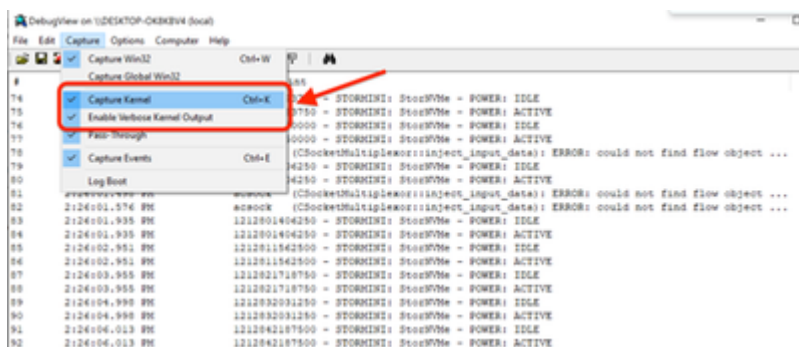 DebugView on \\DESKTOP-OK8K8V4 (local)
File Edit Capture Options Computer Help
Capture Win32 Ctrl+W
Capture Global Win32
#
Capture Kernel Ctrl+K
Enable Verbose Kernel Output
Pass-Through
Capture Events Ctrl+E
Log Boot
74 - STORMINI: StorNVMe - POWER: IDLE
75 3750 - STORMINI: StorNVMe - POWER: ACTIVE
76 0000 - STORMINI: StorNVMe - POWER: IDLE
77 0000 - STORMINI: StorNVMe - POWER: ACTIVE
78 (CSocketMultiplexor::inject_input_data): ERROR: could not find flow object ...
79 6250 - STORMINI: StorNVMe - POWER: IDLE
80 6250 - STORMINI: StorNVMe - POWER: ACTIVE
81 acsock (CSocketMultiplexor::inject_input_data): ERROR: could not find flow object ...
82 2:26:01.576 PM acsock (CSocketMultiplexor::inject_input_data): ERROR: could not find flow object ...
83 2:26:01.935 PM 1212801406250 - STORMINI: StorNVMe - POWER: IDLE
84 2:26:01.935 PM 1212801406250 - STORMINI: StorNVMe - POWER: ACTIVE
85 2:26:02.951 PM 1212811562500 - STORMINI: StorNVMe - POWER: IDLE
86 2:26:02.951 PM 1212811562500 - STORMINI: StorNVMe - POWER: ACTIVE
87 2:26:03.955 PM 1212821718750 - STORMINI: StorNVMe - POWER: IDLE
88 2:26:03.955 PM 1212821718750 - STORMINI: StorNVMe - POWER: ACTIVE
89 2:26:04.998 PM 1212832031250 - STORMINI: StorNVMe - POWER: IDLE
90 2:26:04.998 PM 1212832031250 - STORMINI: StorNVMe - POWER: ACTIVE
91 2:26:06.013 PM 1212842187500 - STORMINI: StorNVMe - POWER: IDLE
92 2:26:06.013 PM 1212842187500 - STORMINI: StorNVMe - POWER: ACTIVE